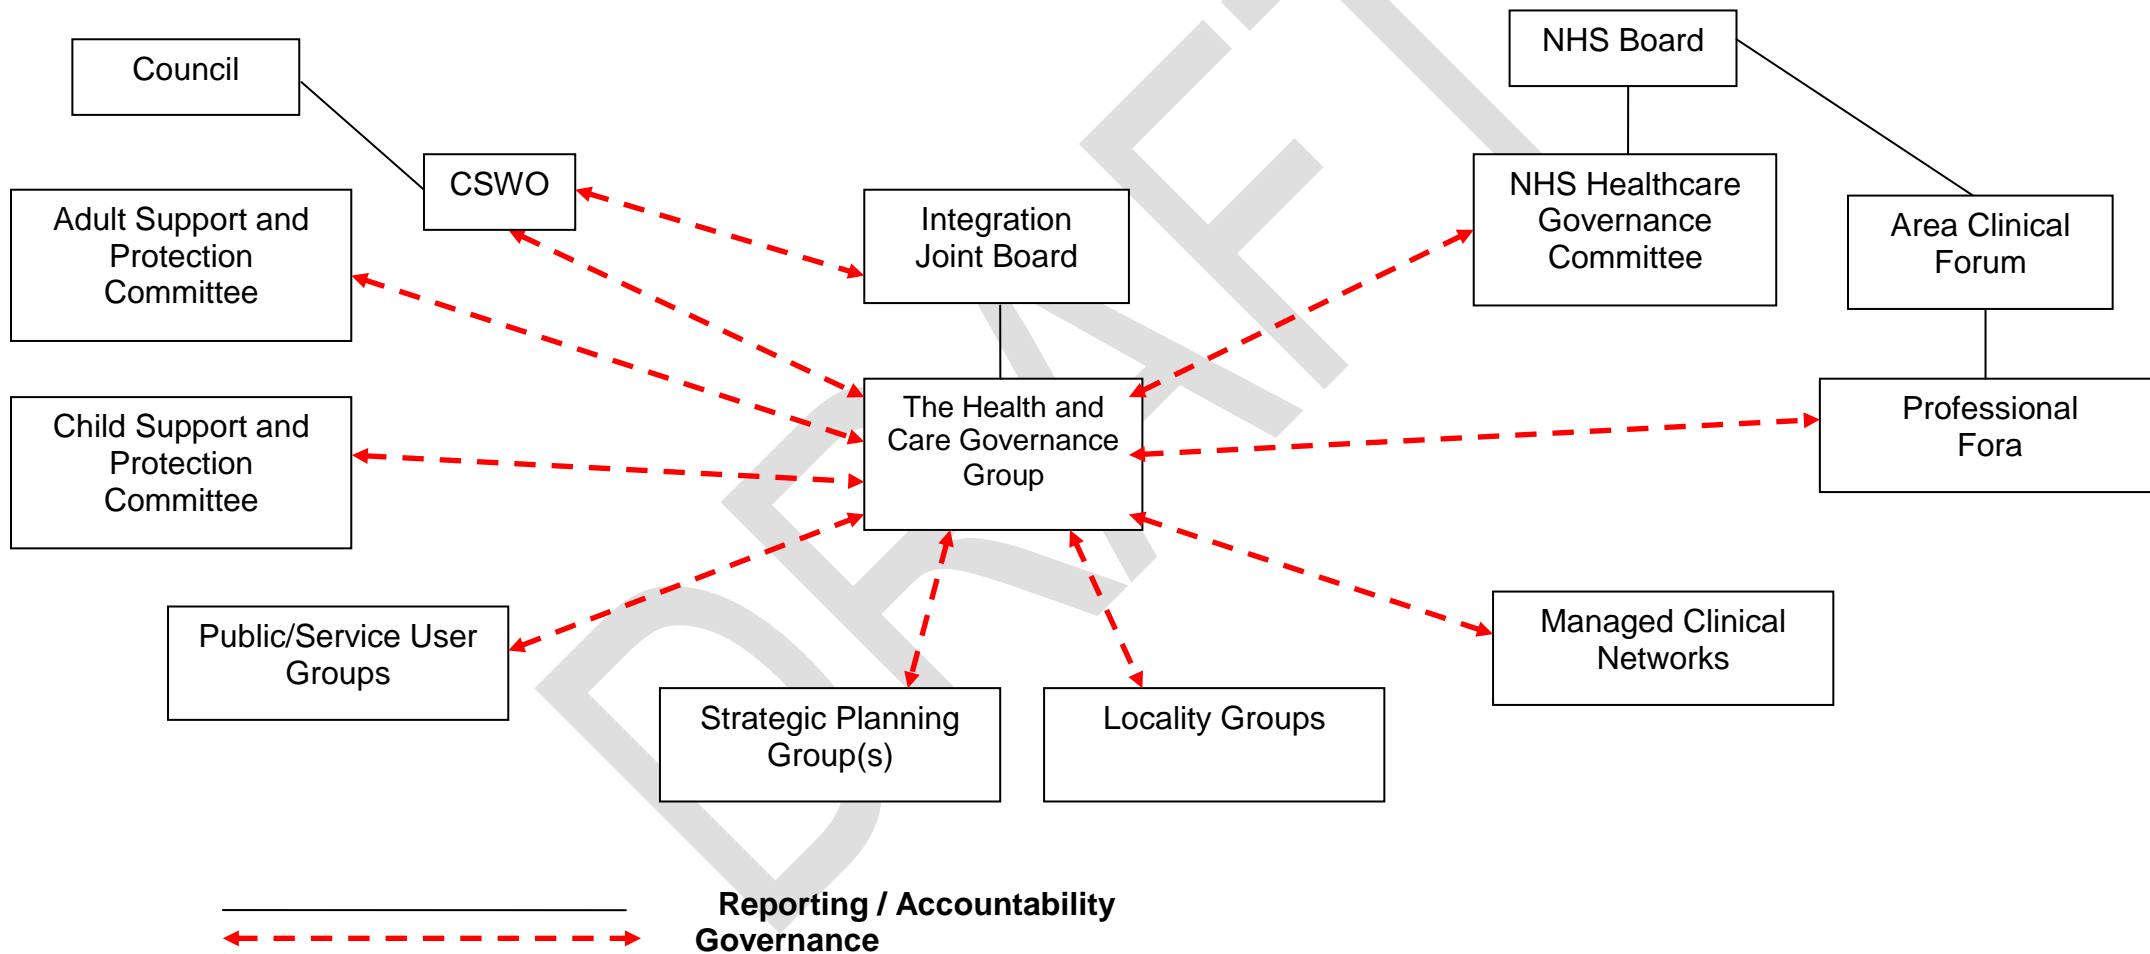 Council
NHS Board
CSWO
Adult Support and
Protection
Committee
Integration
Joint Board
NHS Healthcare
Governance
Committee
Area Clinical
Forum
Child Support and
Protection
Committee
The Health and
Care Governance
Group
Professional
Fora
Public/Service User
Groups
Strategic Planning
Group(s)
Locality Groups
Managed Clinical
Networks
Reporting / Accountability
Governance
DRAFT